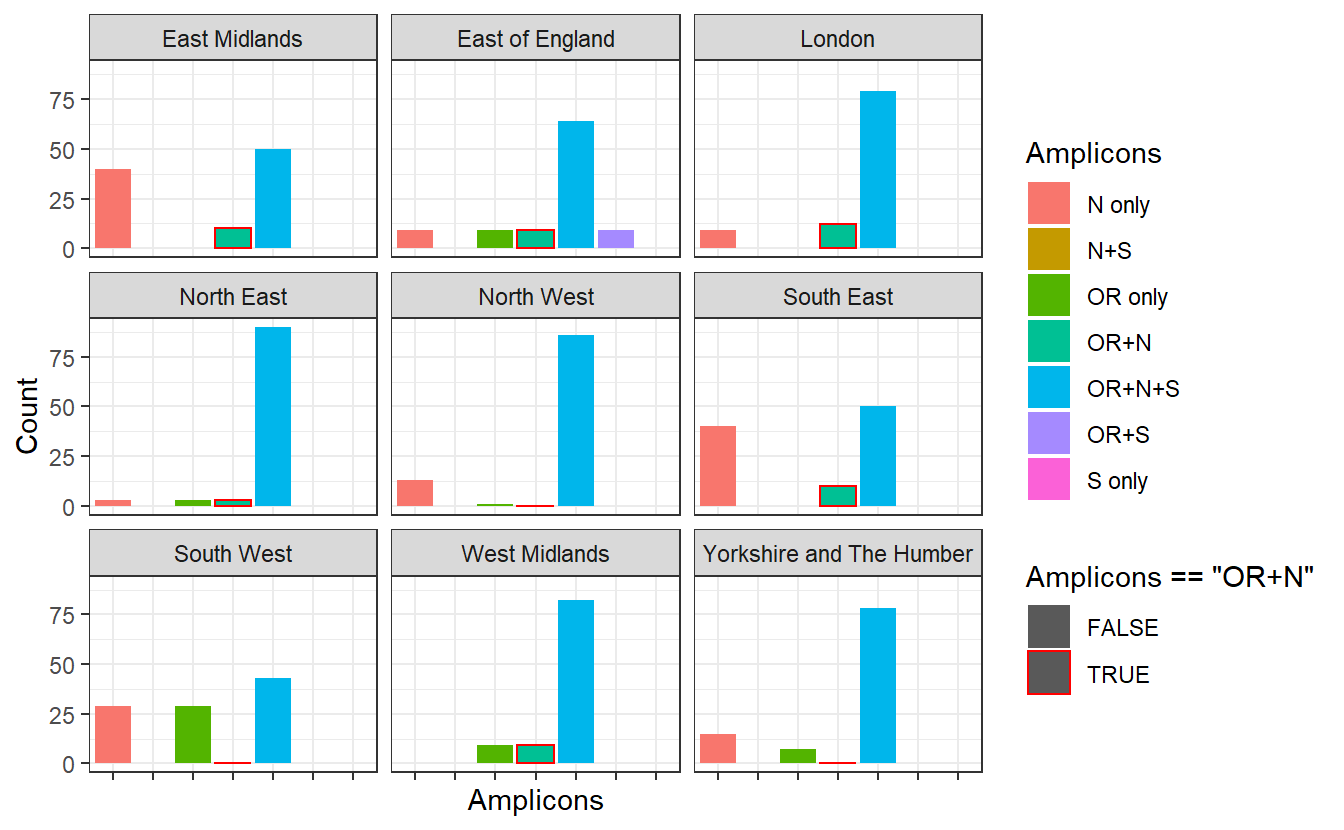 East Midlands East of England London
75
50
25
0
North East North West South East
75
50
25
0
South West West Midlands Yorkshire and The Humber
75
50
25
0
Count
Amplicons
Amplicons
N only
N+S
OR only
OR+N
OR+N+S
OR+S
S only
Amplicons == "OR+N"
FALSE
TRUE